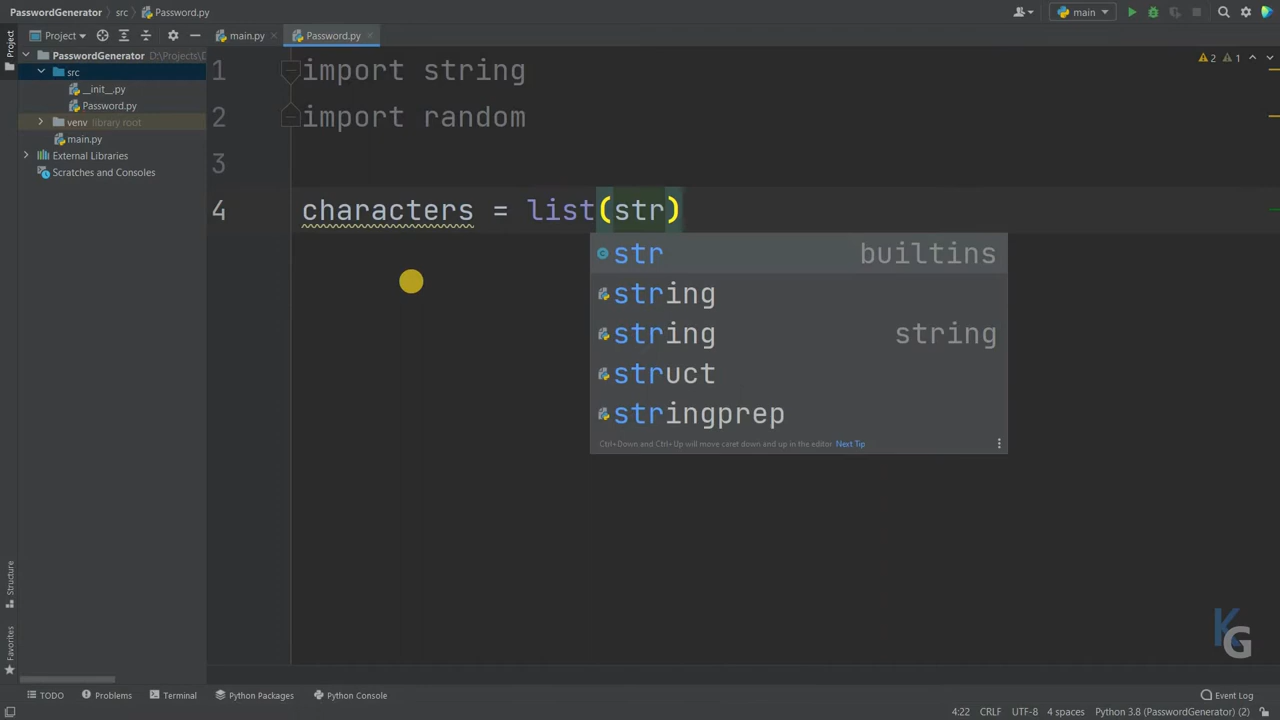 PasswordGenerator
src
Password.py
main
Project
Project
main.py
Password.py
PasswordGenerator D:\Projects\D
src
__init__.py
Password.py
venv library root
main.py
External Libraries
Scratches and Consoles
1 import string
2 import random
3
4 characters = list(str)
2
1
str builtins
string
string string
struct
stringprep
Ctrl+Down and Ctrl+Up will move caret down and up in the editor Next Tip
Structure
Favorites
KG
TODO
Problems
Terminal
Python Packages
Python Console
Event Log
4:22 CRLF UTF-8 4 spaces Python 3.8 (PasswordGenerator) (2)